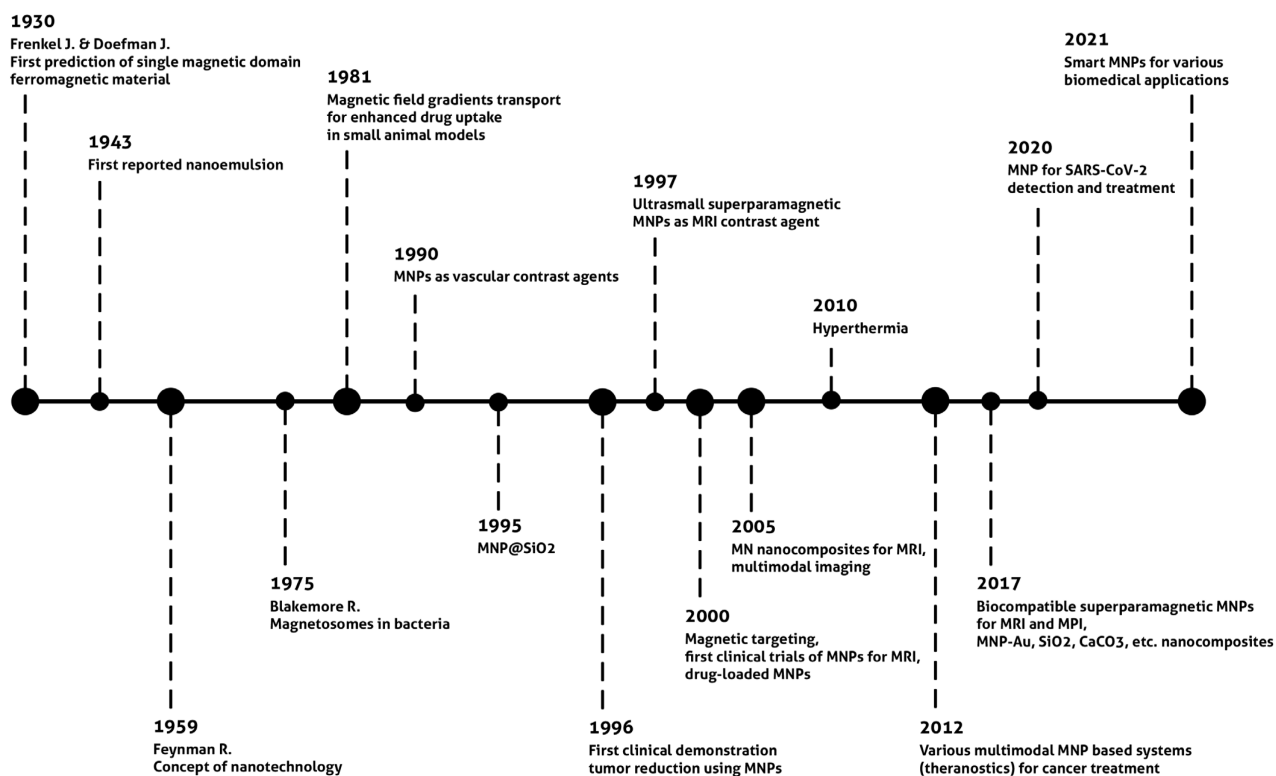 1930
Frenkel J. & Doefman J.
First prediction of single magnetic domain
ferromagnetic material
1943
First reported nanoemulsion
1959
Feynman R.
Concept of nanotechnology
1975
Blakemore R.
Magnetosomes in bacteria
1981
Magnetic field gradients transport
for enhanced drug uptake
in small animal models
1990
MNPs as vascular contrast agents
1995
MNP@SiO2
1996
First clinical demonstration
tumor reduction using MNPs
1997
Ultrasmall superparamagnetic
MNPs as MRI contrast agent
2000
Magnetic targeting,
first clinical trials of MNPs for MRI,
drug-loaded MNPs
2005
MN nanocomposites for MRI,
multimodal imaging
2010
Hyperthermia
2012
Various multimodal MNP based systems
(theranostics) for cancer treatment
2017
Biocompatible superparamagnetic MNPs
for MRI and MPI,
MNP-Au, SiO2, CaCO3, etc. nanocomposites
2020
MNP for SARS-CoV-2
detection and treatment
2021
Smart MNPs for various
biomedical applications